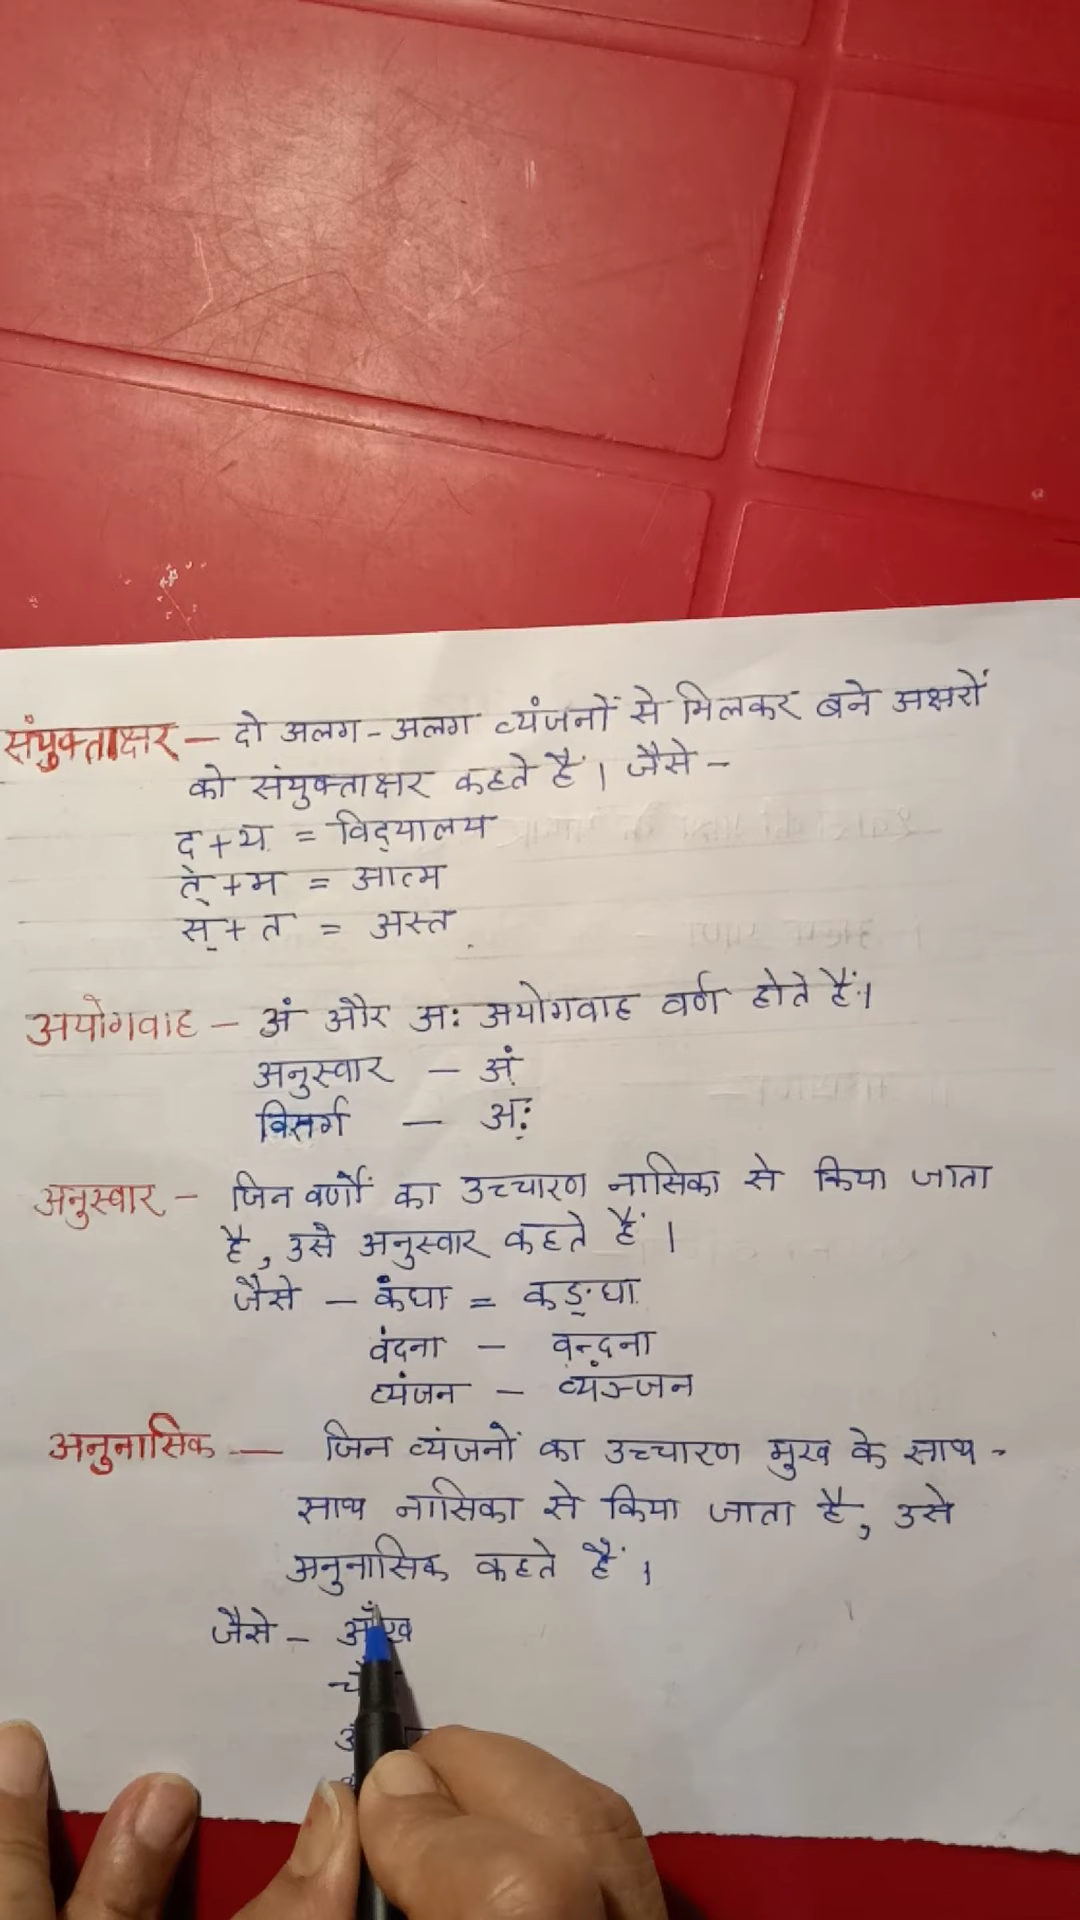 संयुक्ताक्षर – दो अलग-अलग व्यंजनों से मिलकर बने अक्षरों
को संयुक्ताक्षर कहते हैं। जैसे –
द्+य = विद्‌यालय
त्+म = आत्म
स्+त = अस्त
अयोगवाह – अं और अः अयोगवाह वर्ण होते हैं।
अनुस्वार – अं
विसर्ग – अः
अनुस्वार – जिन वर्णों का उच्चारण नासिका से किया जाता
है, उसे अनुस्वार कहते हैं।
जैसे – कंघा = कङ्घा
वंदना – वन्दना
व्यंजन – व्यंञ्जन
अनुनासिक – जिन व्यंजनों का उच्चारण मुख के साथ-
साथ नासिका से किया जाता है, उसे
अनुनासिक कहते हैं।
जैसे – आँख